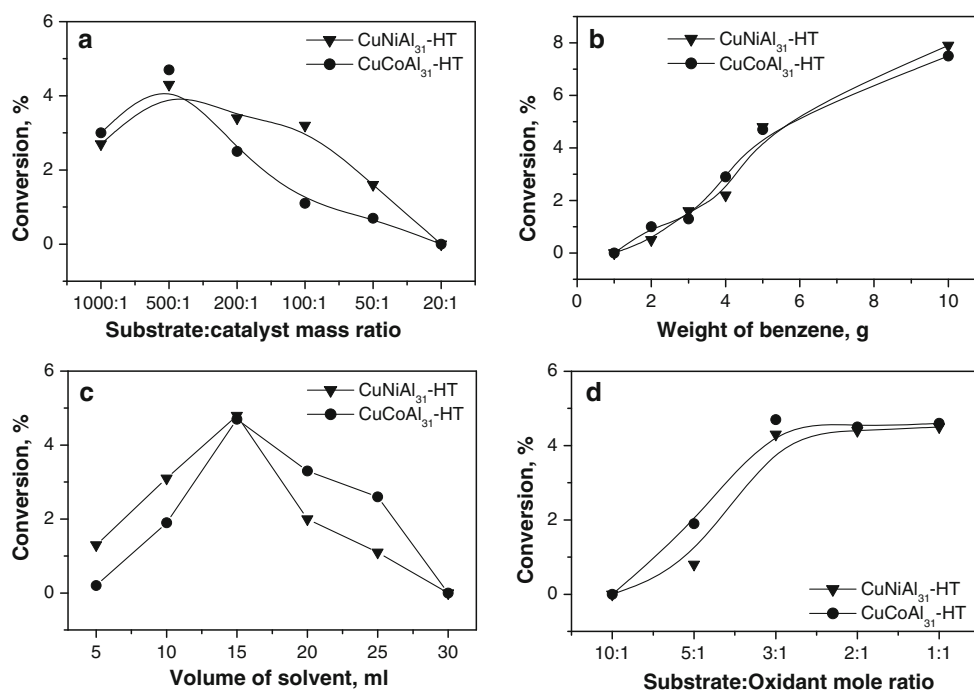 a
CuNiAl31-HT
CuCoAl31-HT
6
4
2
0
Conversion, %
1000:1 500:1 200:1 100:1 50:1 20:1
Substrate:catalyst mass ratio
b
CuNiAl31-HT
CuCoAl31-HT
8
6
4
2
0
Conversion, %
0 2 4 6 8 10
Weight of benzene, g
c
CuNiAl31-HT
CuCoAl31-HT
6
4
2
0
Conversion, %
5 10 15 20 25 30
Volume of solvent, ml
d
6
4
2
0
Conversion, %
CuNiAl31-HT
CuCoAl31-HT
10:1 5:1 3:1 2:1 1:1
Substrate:Oxidant mole ratio